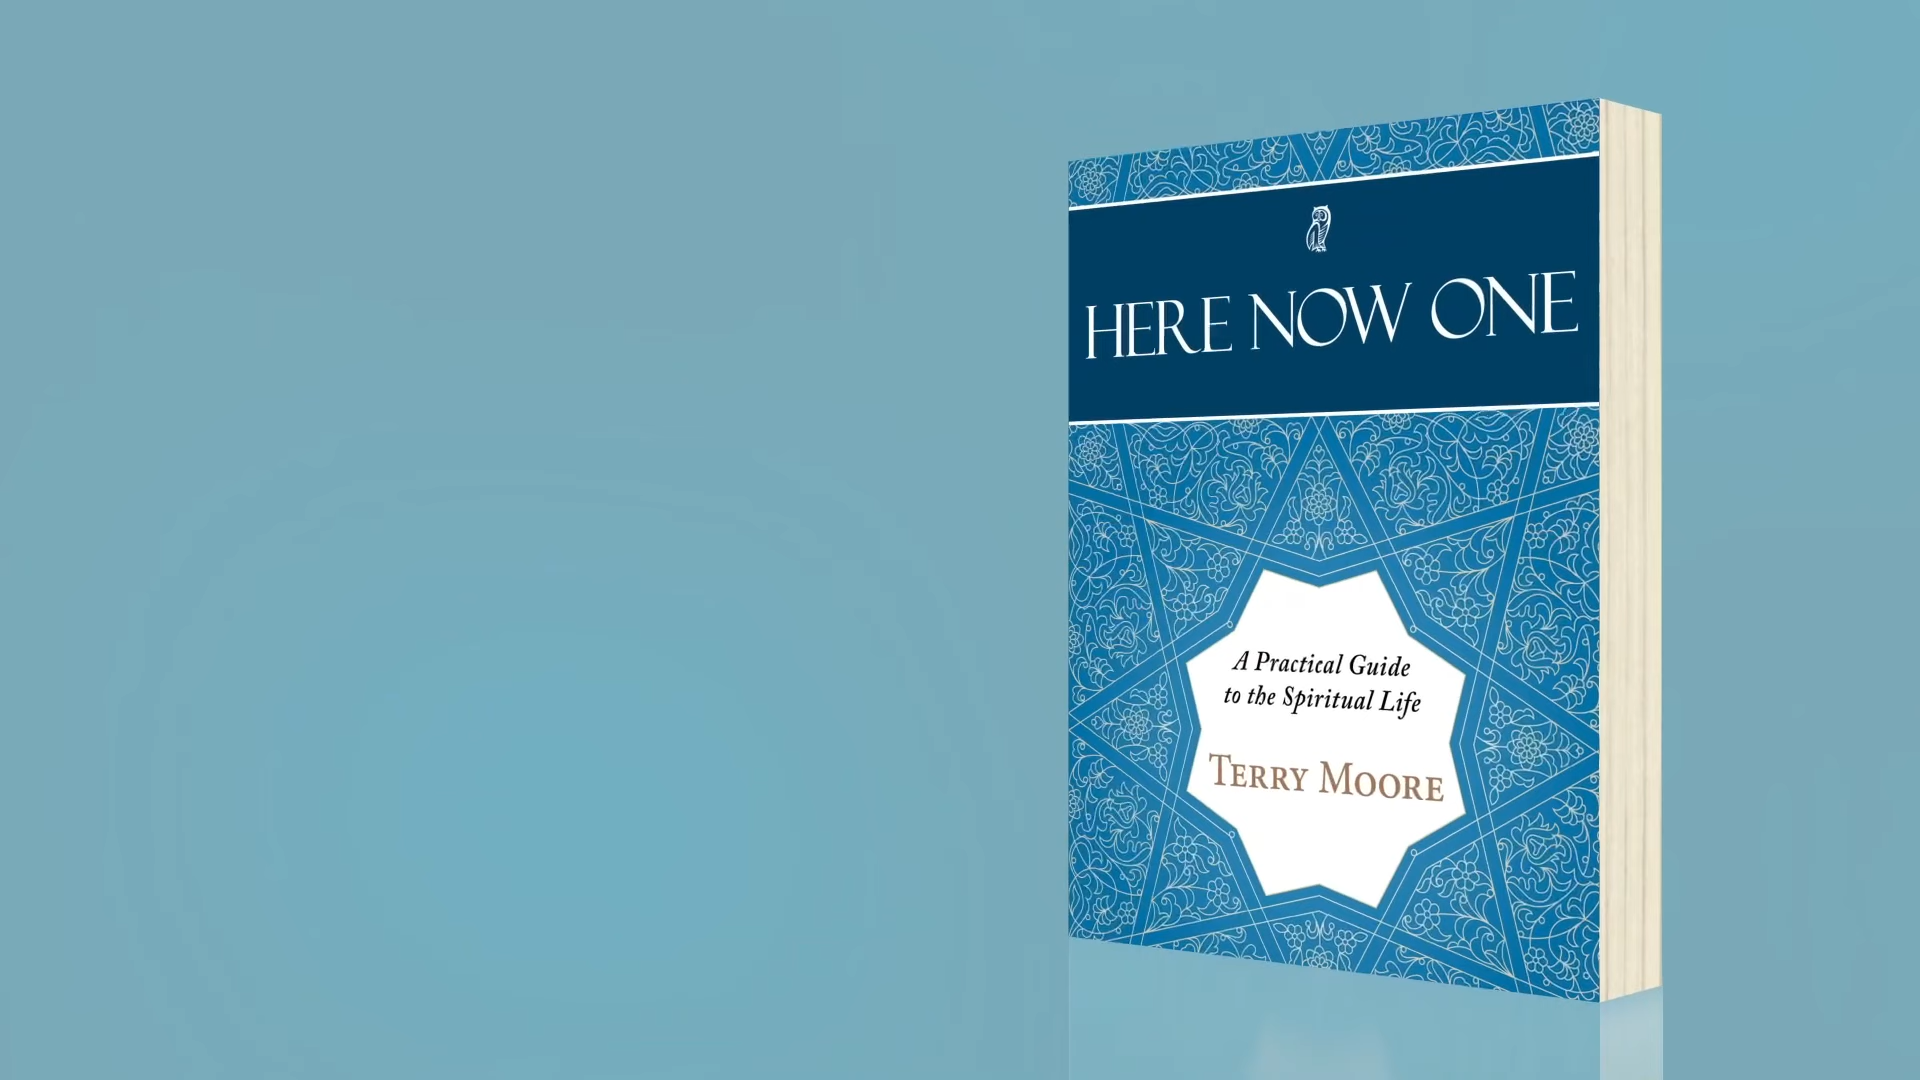 HERE NOW ONE
A Practical Guide
to the Spiritual Life
TERRY MOORE